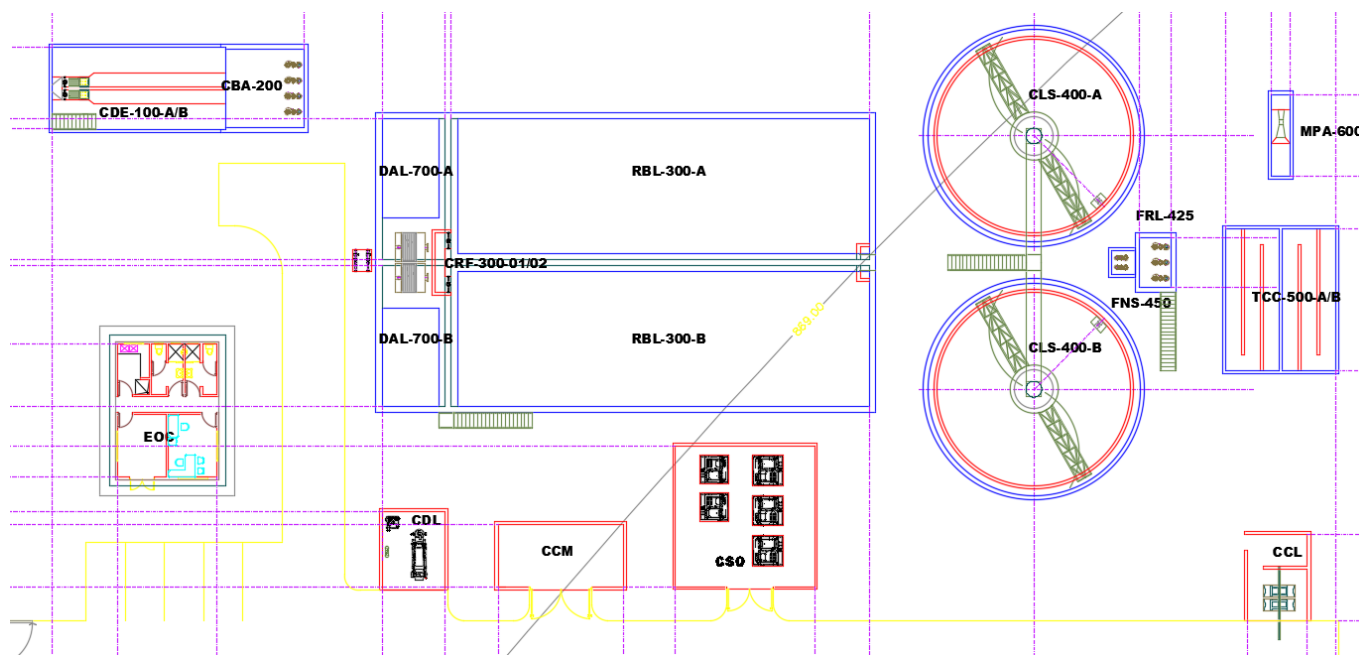 CLS-400-A
CBA-200
CDE-100-A/B
MPA-600
DAL-700-A
RBL-300-A
FRL-425
CRF-300-01/02
FNS-450
TCC-500-A/B
869.00
DAL-700-B
RBL-300-B
CLS-400-B
EOC
CDL
CCM
CSO
CCL